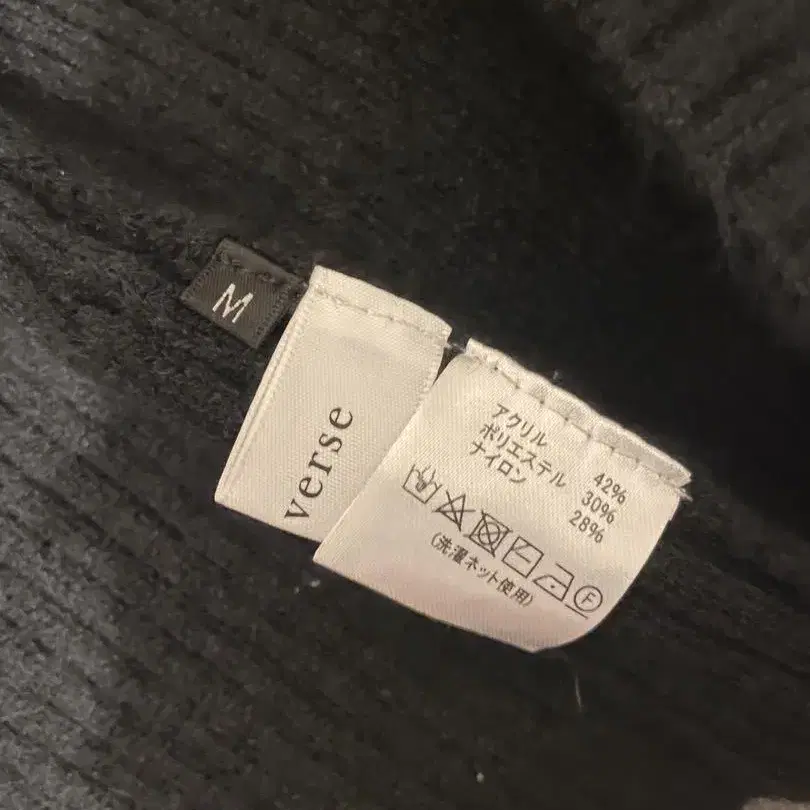 M
verse
アクリル 42%
ポリエステル 30%
ナイロン 28%
(洗濯ネット使用)
F